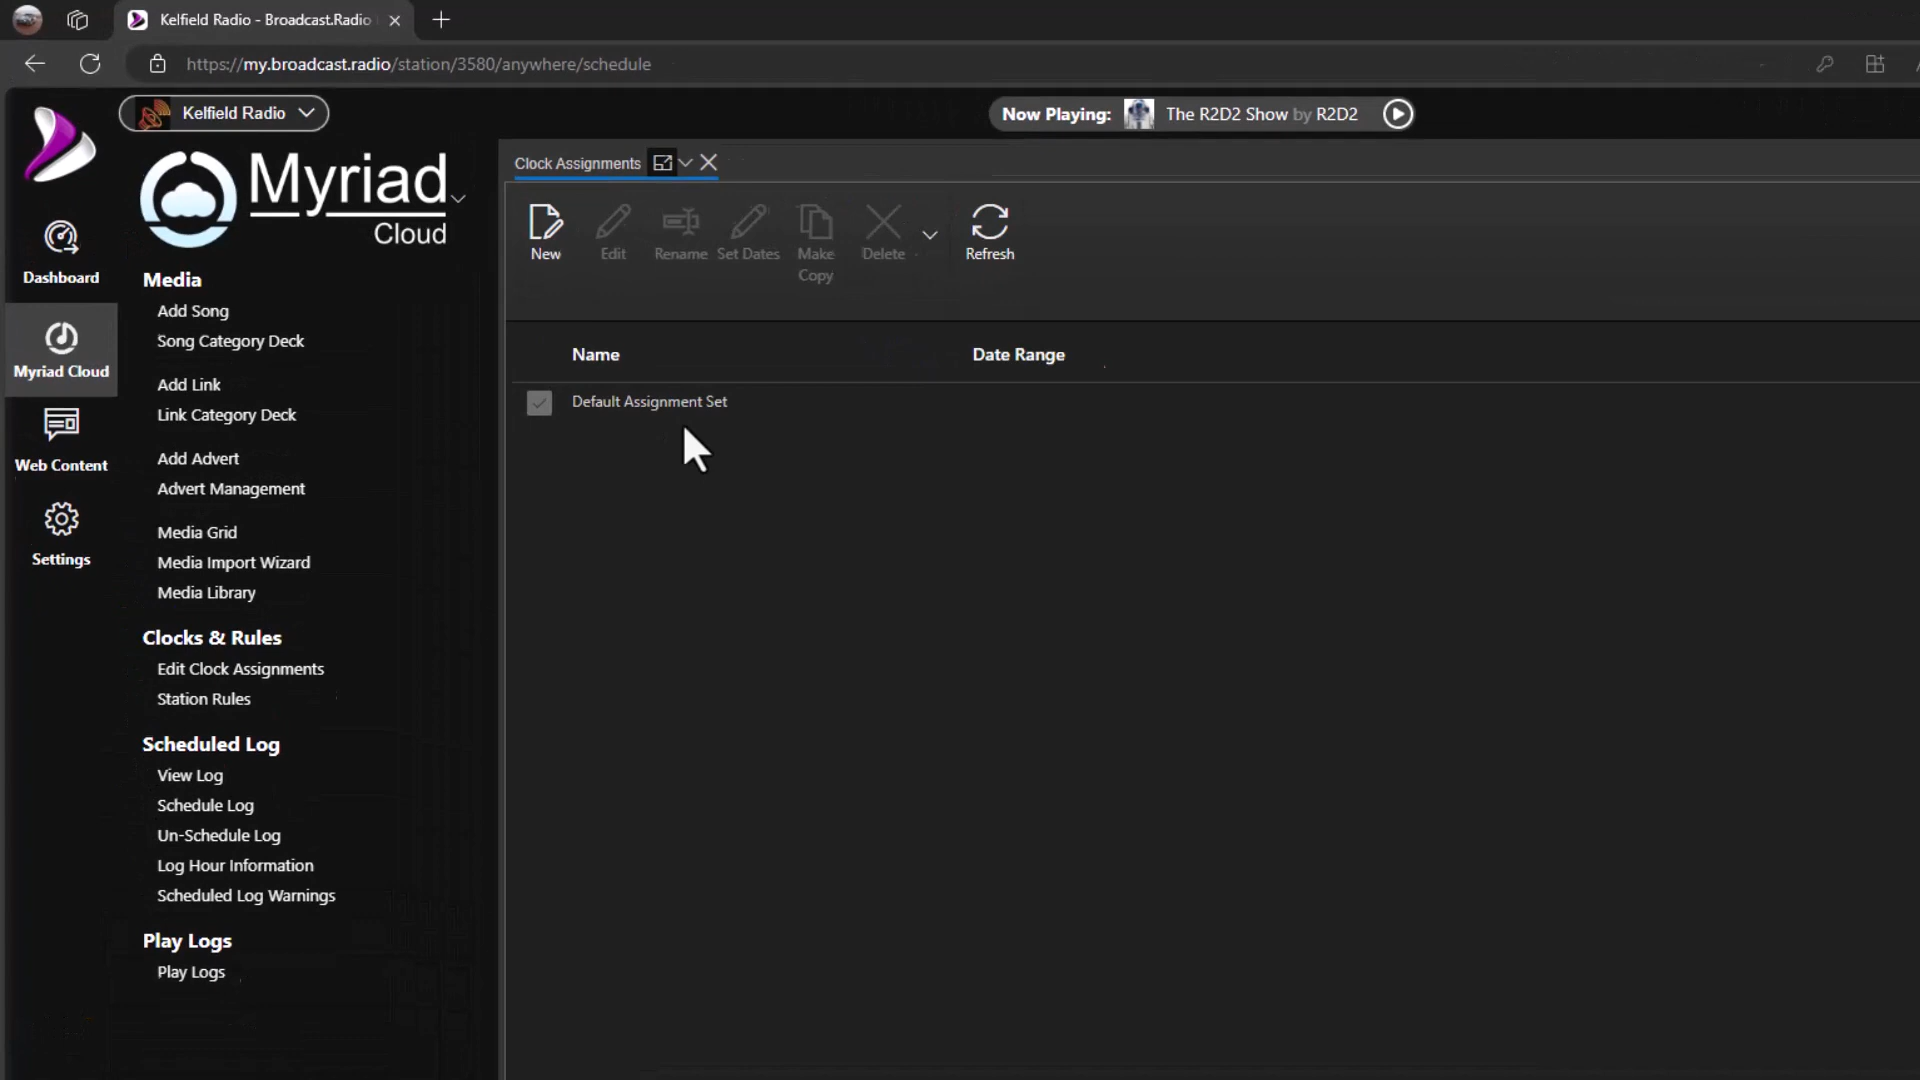 Kelfield Radio - Broadcast.Radio
https://my.broadcast.radio/station/3580/anywhere/schedule
Kelfield Radio
Now Playing: The R2D2 Show by R2D2
Myriad
Cloud
Dashboard
Myriad Cloud
Web Content
Settings
Media
Add Song
Song Category Deck
Add Link
Link Category Deck
Add Advert
Advert Management
Media Grid
Media Import Wizard
Media Library
Clocks & Rules
Edit Clock Assignments
Station Rules
Scheduled Log
View Log
Schedule Log
Un-Schedule Log
Log Hour Information
Scheduled Log Warnings
Play Logs
Play Logs
Clock Assignments
New
Edit
Rename
Set Dates
Make
Copy
Delete
Refresh
Name Date Range
Default Assignment Set